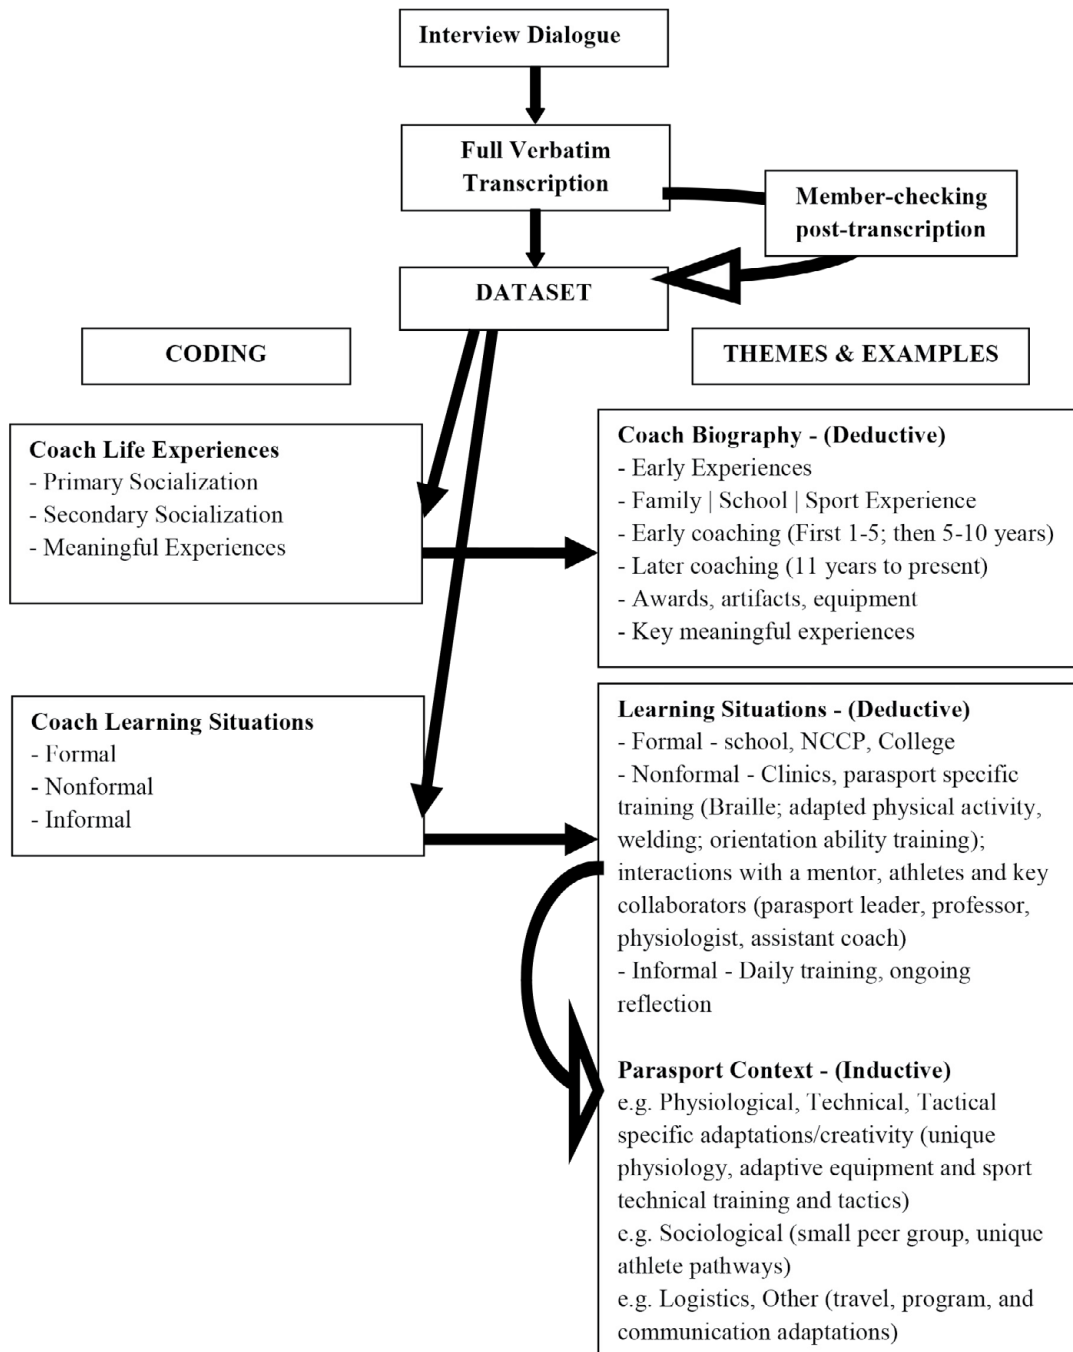 Interview Dialogue
Full Verbatim
Transcription
Member-checking
post-transcription
DATASET
CODING
THEMES & EXAMPLES
Coach Life Experiences
- Primary Socialization
- Secondary Socialization
- Meaningful Experiences
Coach Biography - (Deductive)
- Early Experiences
- Family | School | Sport Experience
- Early coaching (First 1-5; then 5-10 years)
- Later coaching (11 years to present)
- Awards, artifacts, equipment
- Key meaningful experiences
Coach Learning Situations
- Formal
- Nonformal
- Informal
Learning Situations - (Deductive)
- Formal - school, NCCP, College
- Nonformal - Clinics, parasport specific
training (Braille; adapted physical activity,
welding; orientation ability training);
interactions with a mentor, athletes and key
collaborators (parasport leader, professor,
physiologist, assistant coach)
- Informal - Daily training, ongoing
reflection
Parasport Context - (Inductive)
e.g. Physiological, Technical, Tactical
specific adaptations/creativity (unique
physiology, adaptive equipment and sport
technical training and tactics)
e.g. Sociological (small peer group, unique
athlete pathways)
e.g. Logistics, Other (travel, program, and
communication adaptations)